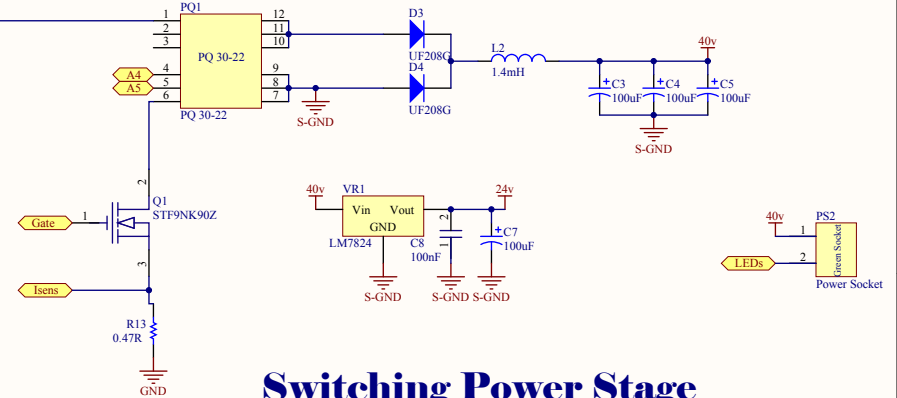 PQ1
1
2
3
A4
4
A5
5
6
PQ 30-22
12
11
10
9
8
7
PQ 30-22
S-GND
D3
UF208G
D4
UF208G
L2
1.4mH
40v
C3
100uF
C4
100uF
C5
100uF
S-GND
2
Q1
STF9NK90Z
Gate
1
3
Isens
R13
0.47R
GND
40v
VR1
Vin Vout
GND
LM7824
24v
2
C8
1
100nF
C7
100uF
S-GND
S-GND
S-GND
40v
PS2
1
LEDs
2
Green Socket
Power Socket
Switching Power Stage